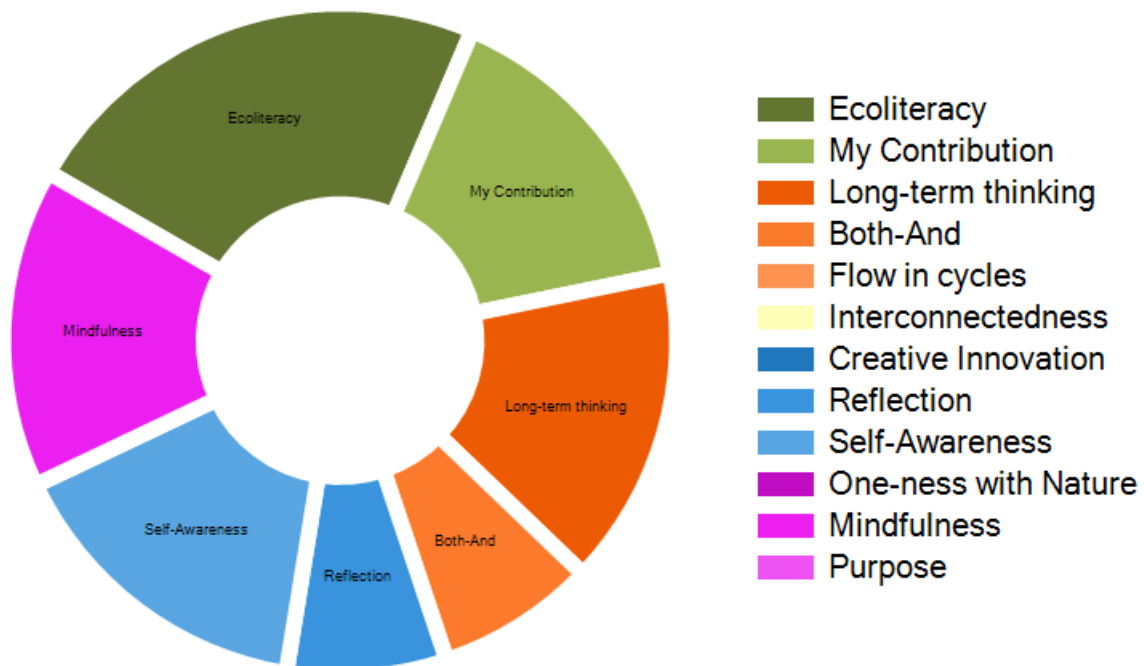 Ecoliteracy
My Contribution
Mindfulness
Long-term thinking
Self-Awareness
Both-And
Reflection
Ecoliteracy
My Contribution
Long-term thinking
Both-And
Flow in cycles
Interconnectedness
Creative Innovation
Reflection
Self-Awareness
One-ness with Nature
Mindfulness
Purpose